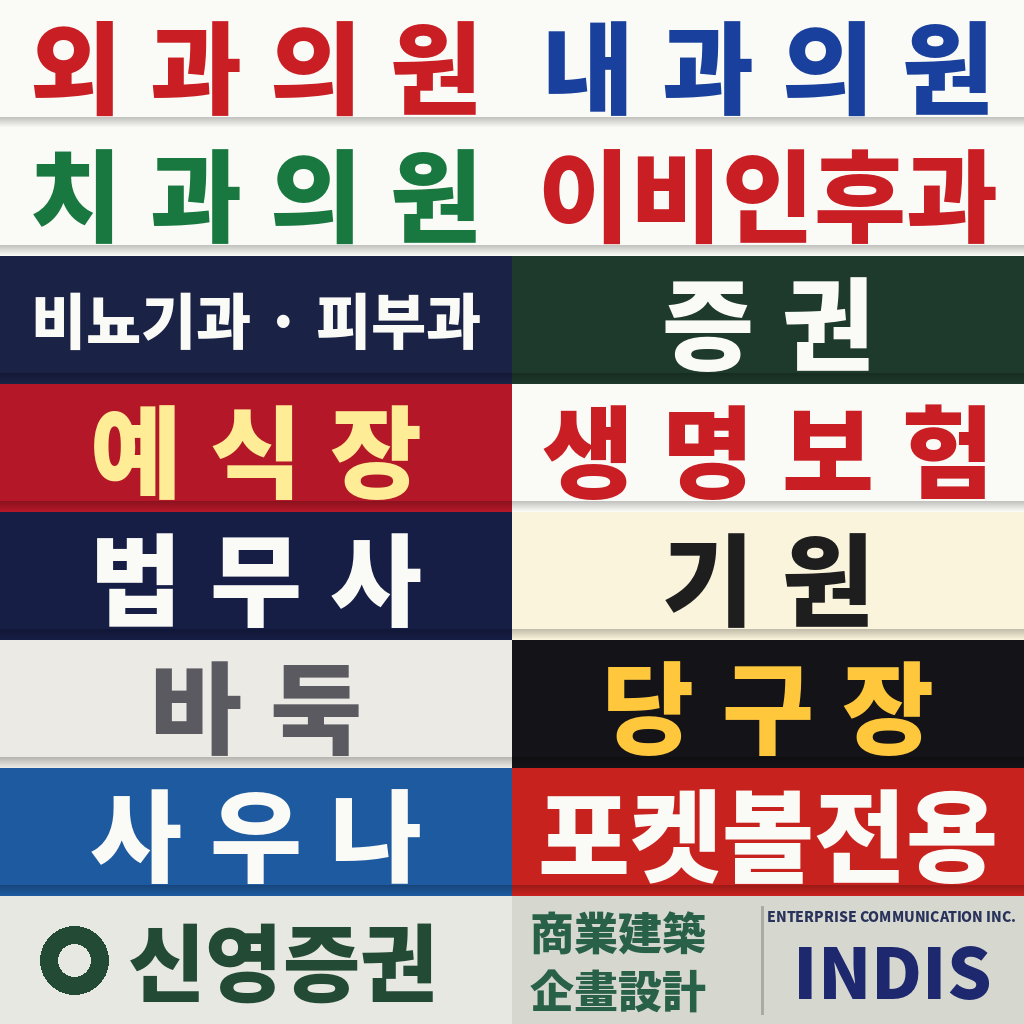 외과의원
내과의원
치과의원
이비인후과
비뇨기과 · 피부과
증권
예식장
생명보험
법무사
기원
바둑
당구장
사우나
포켓볼전용
신영증권
商業建築
企畫設計
ENTERPRISE COMMUNICATION INC.
INDIS